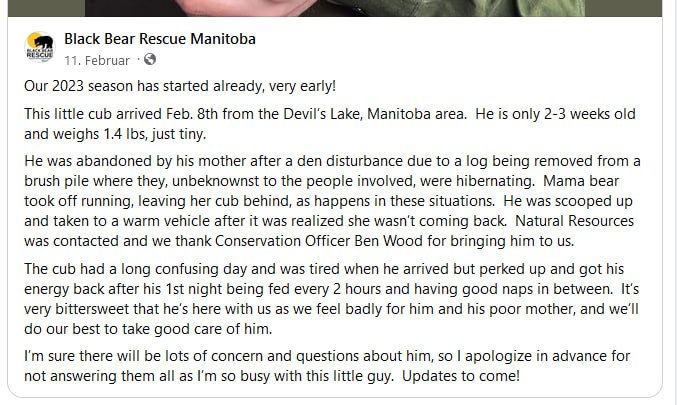 Black Bear Rescue Manitoba
BLACK BEAR
RESCUE
11. Februar ·
Our 2023 season has started already, very early!
This little cub arrived Feb. 8th from the Devil's Lake, Manitoba area.  He is only 2-3 weeks old
and weighs 1.4 lbs, just tiny.
He was abandoned by his mother after a den disturbance due to a log being removed from a
brush pile where they, unbeknownst to the people involved, were hibernating.  Mama bear
took off running, leaving her cub behind, as happens in these situations.  He was scooped up
and taken to a warm vehicle after it was realized she wasn't coming back.  Natural Resources
was contacted and we thank Conservation Officer Ben Wood for bringing him to us.
The cub had a long confusing day and was tired when he arrived but perked up and got his
energy back after his 1st night being fed every 2 hours and having good naps in between.  It's
very bittersweet that he's here with us as we feel badly for him and his poor mother, and we'll
do our best to take good care of him.
I'm sure there will be lots of concern and questions about him, so I apologize in advance for
not answering them all as I'm so busy with this little guy.  Updates to come!